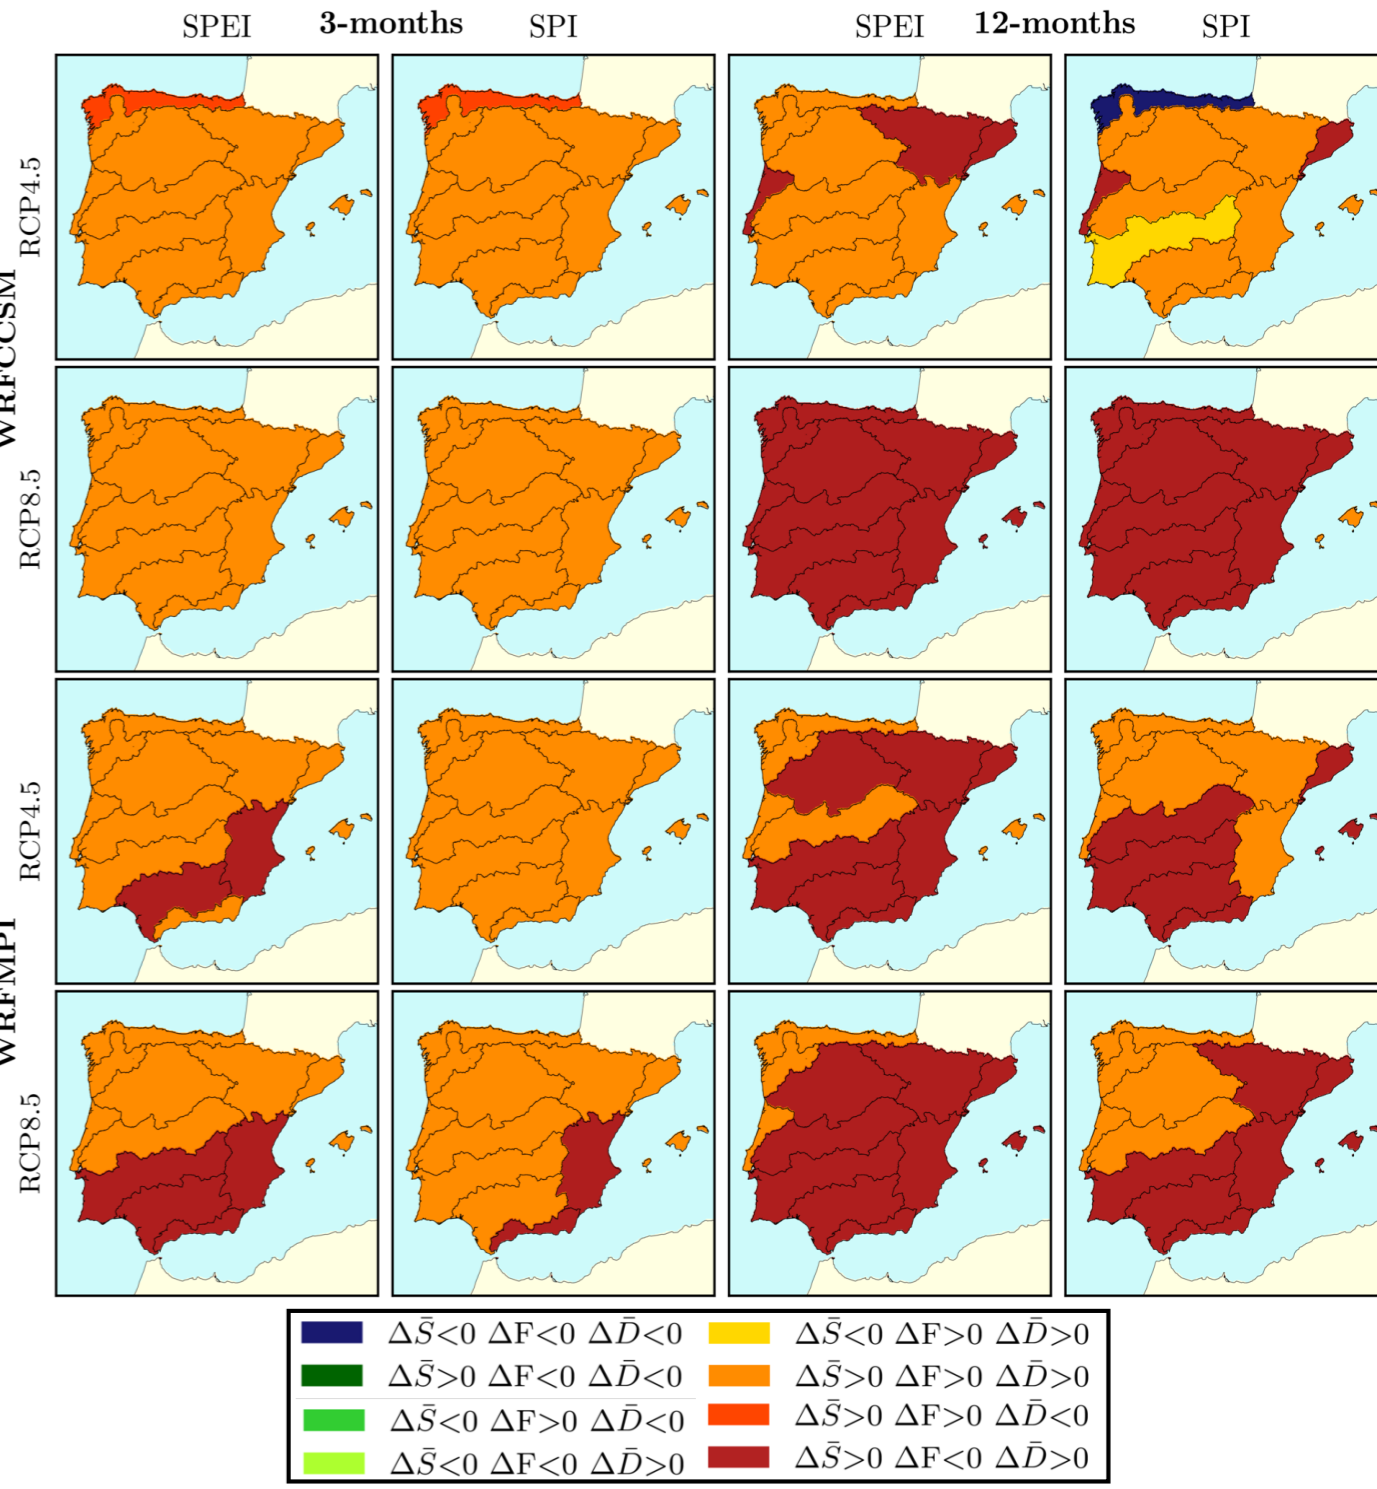 SPEI 3-months SPI SPEI 12-months SPI
WRFCCSM
RCP4.5
RCP8.5
WRFMPI
RCP4.5
RCP8.5
ΔS̄<0 ΔF<0 ΔD̄<0
ΔS̄>0 ΔF<0 ΔD̄<0
ΔS̄<0 ΔF>0 ΔD̄<0
ΔS̄<0 ΔF<0 ΔD̄>0
ΔS̄<0 ΔF>0 ΔD̄>0
ΔS̄>0 ΔF>0 ΔD̄>0
ΔS̄>0 ΔF>0 ΔD̄<0
ΔS̄>0 ΔF<0 ΔD̄>0